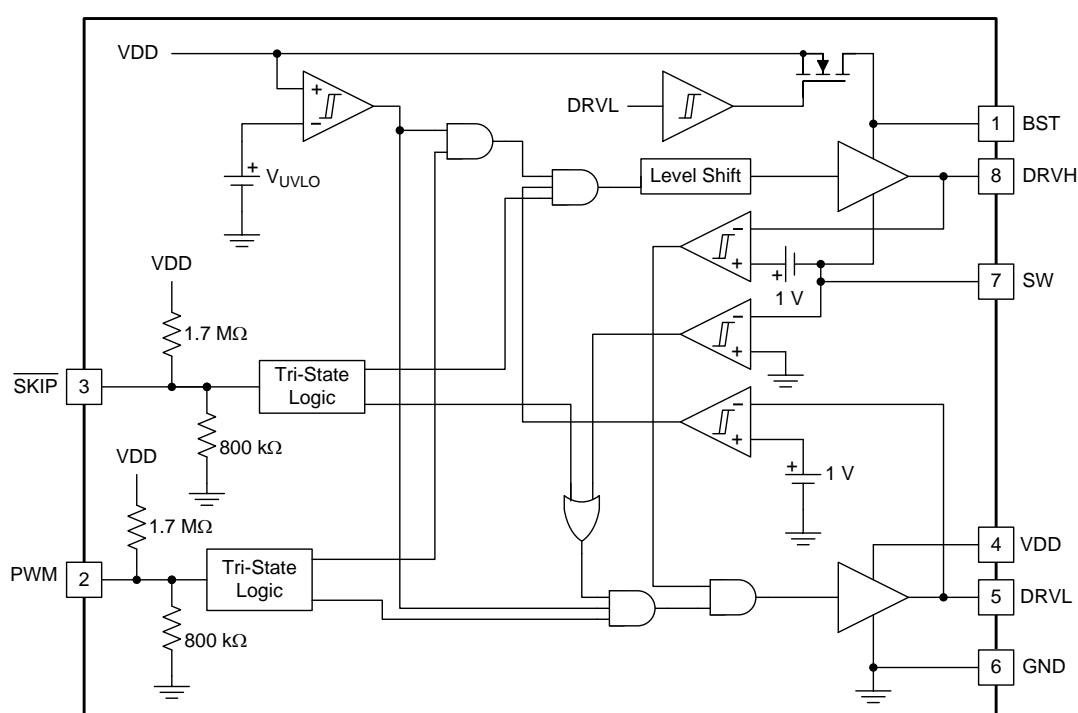 VDD
DRVL
1 BST
+
−
+
VUVLO
Level Shift
8 DRVH
−
+
+
1 V
7 SW
VDD
1.7 MΩ
−
+
SKIP 3
Tri-State
Logic
−
+
800 kΩ
VDD
+
1 V
1.7 MΩ
4 VDD
PWM 2
Tri-State
Logic
5 DRVL
800 kΩ
6 GND